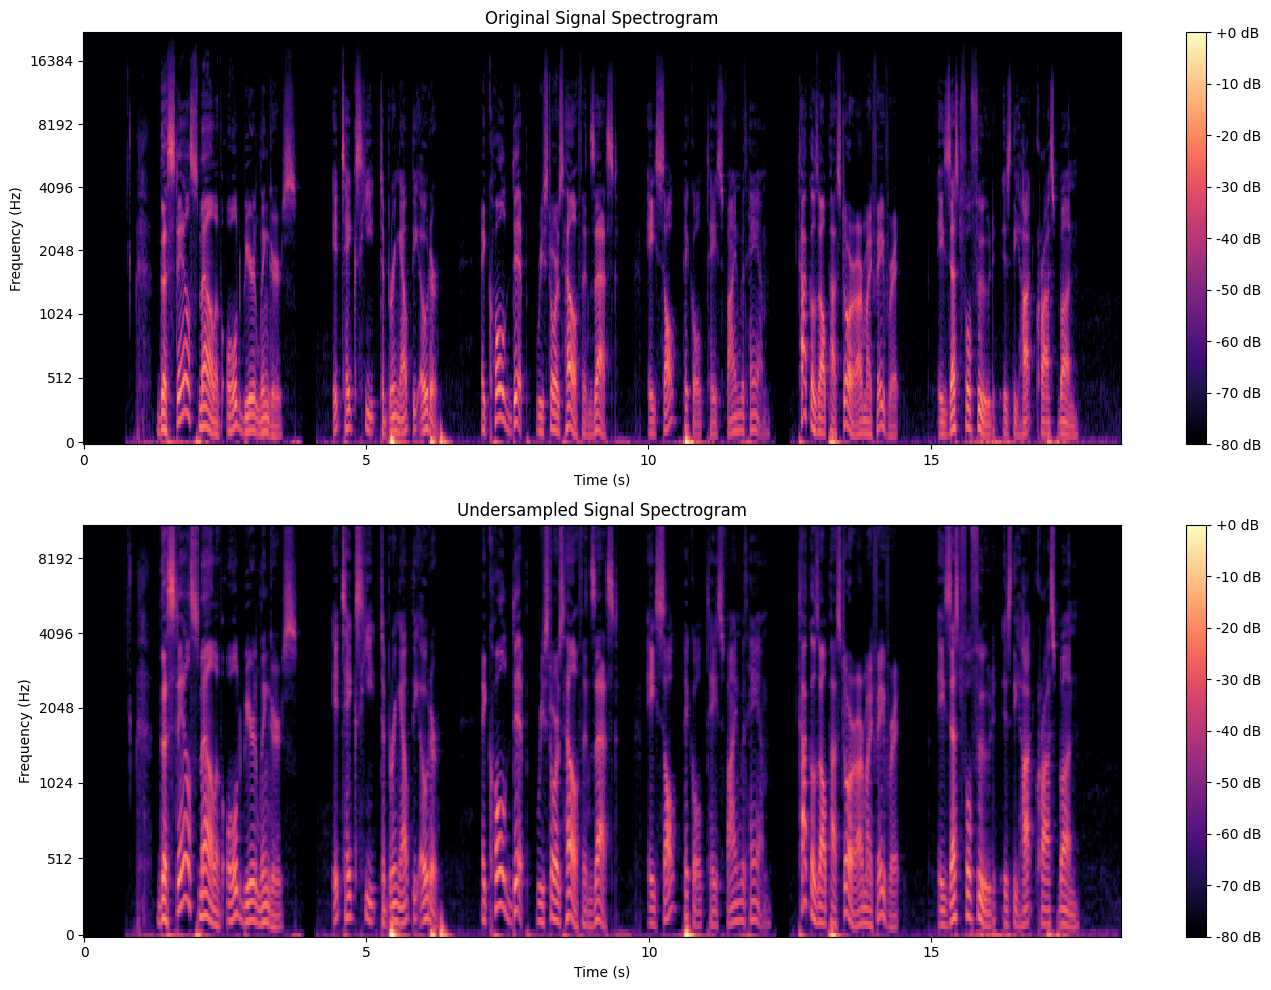 Original Signal Spectrogram
16384
8192
4096
2048
1024
512
0
Frequency (Hz)
0 5 10 15
Time (s)
+0 dB
-10 dB
-20 dB
-30 dB
-40 dB
-50 dB
-60 dB
-70 dB
-80 dB
Undersampled Signal Spectrogram
8192
4096
2048
1024
512
0
Frequency (Hz)
0 5 10 15
Time (s)
+0 dB
-10 dB
-20 dB
-30 dB
-40 dB
-50 dB
-60 dB
-70 dB
-80 dB